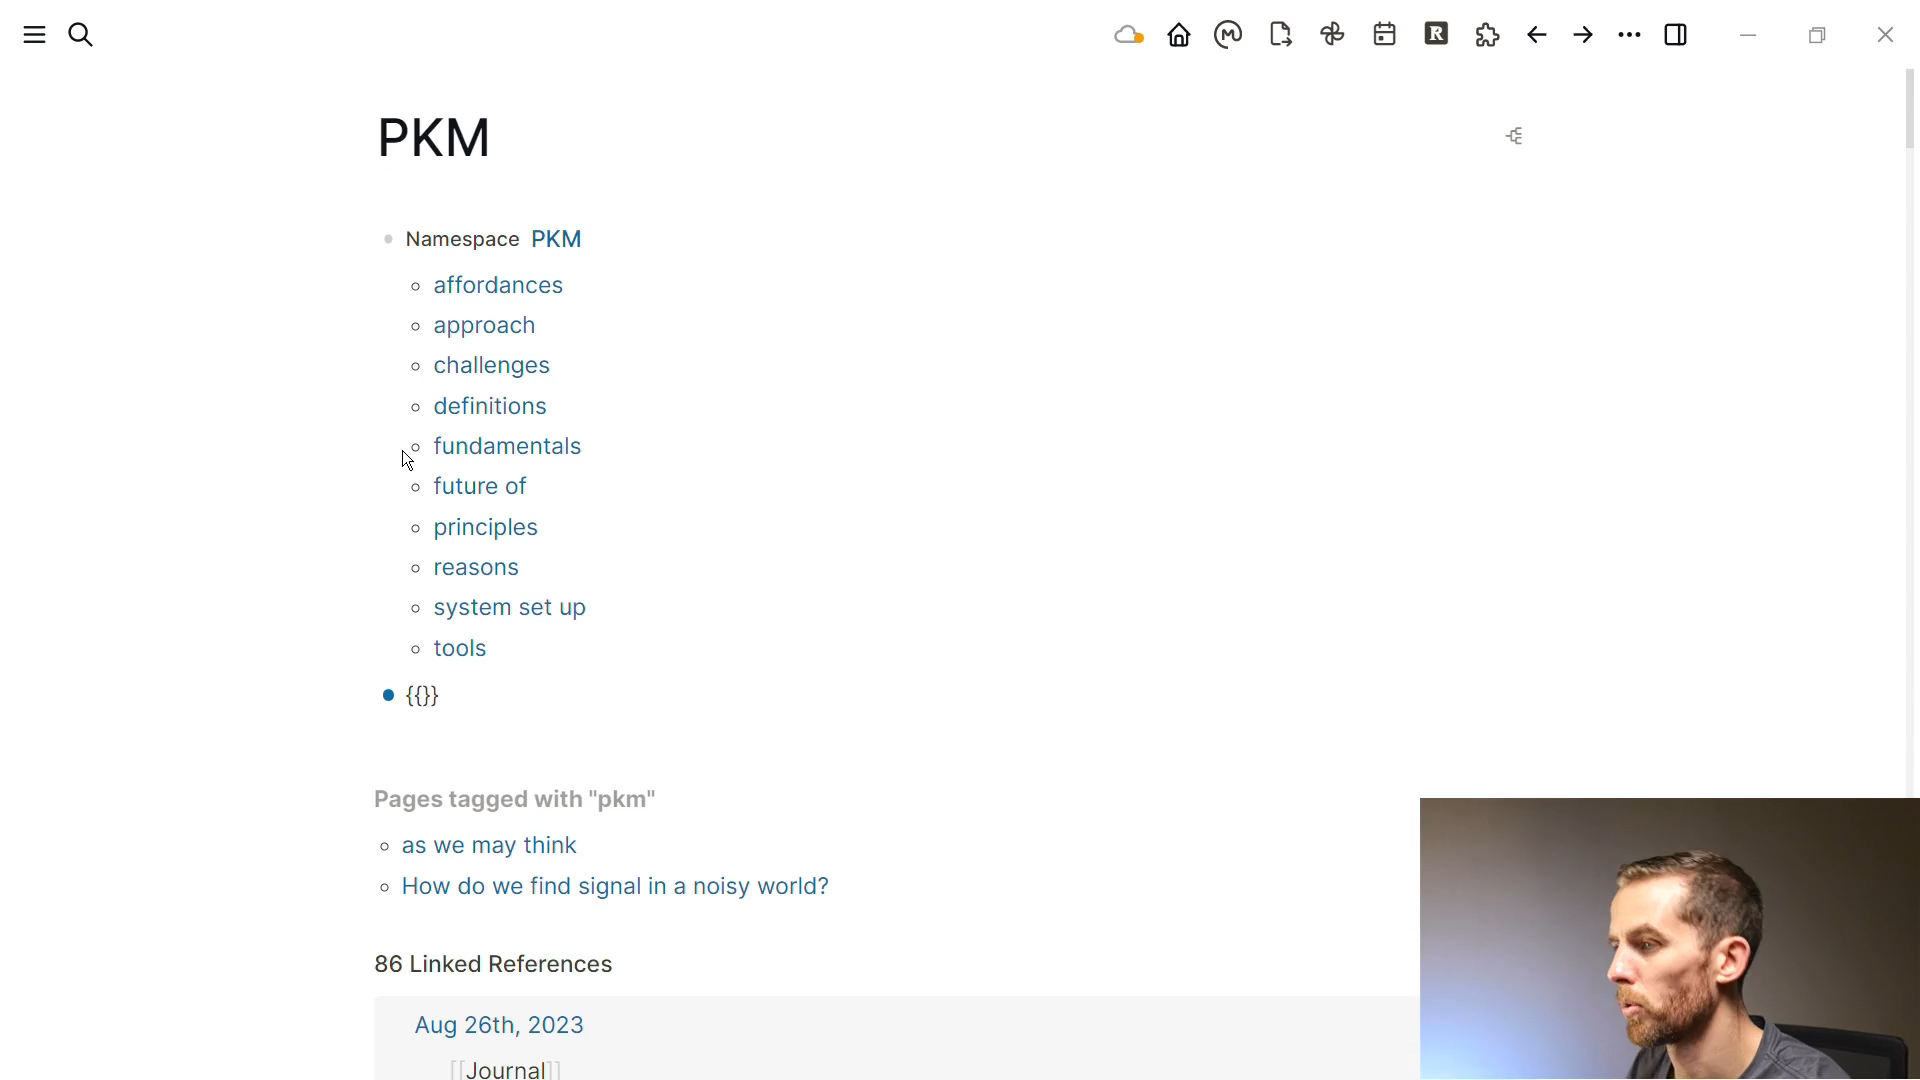 R
PKM
Namespace PKM
affordances
approach
challenges
definitions
fundamentals
future of
principles
reasons
system set up
tools
{{}}
Pages tagged with "pkm"
as we may think
How do we find signal in a noisy world?
86 Linked References
Aug 26th, 2023
[[Journal]]